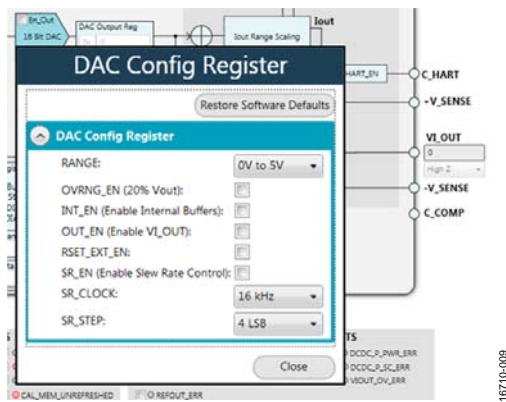 En_Out
16 Bit DAC
DAC Output Reg
Iout Range Scaling
Iout
HART_EN
C_HART
+V_SENSE
VI_OUT
0
High Z
-V_SENSE
C_COMP
DAC Config Register
Restore Software Defaults
DAC Config Register
RANGE: 0V to 5V
OVRNG_EN (20% Vout):
INT_EN (Enable Internal Buffers):
OUT_EN (Enable VI_OUT):
RSET_EXT_EN:
SR_EN (Enable Slew Rate Control):
SR_CLOCK: 16 kHz
SR_STEP: 4 LSB
Close
TS
DCDC_P_PWR_ERR
DCDC_P_SC_ERR
VIOUT_OV_ERR
CAL_MEM_UNREFRESHED
REFOUT_ERR
16710-009